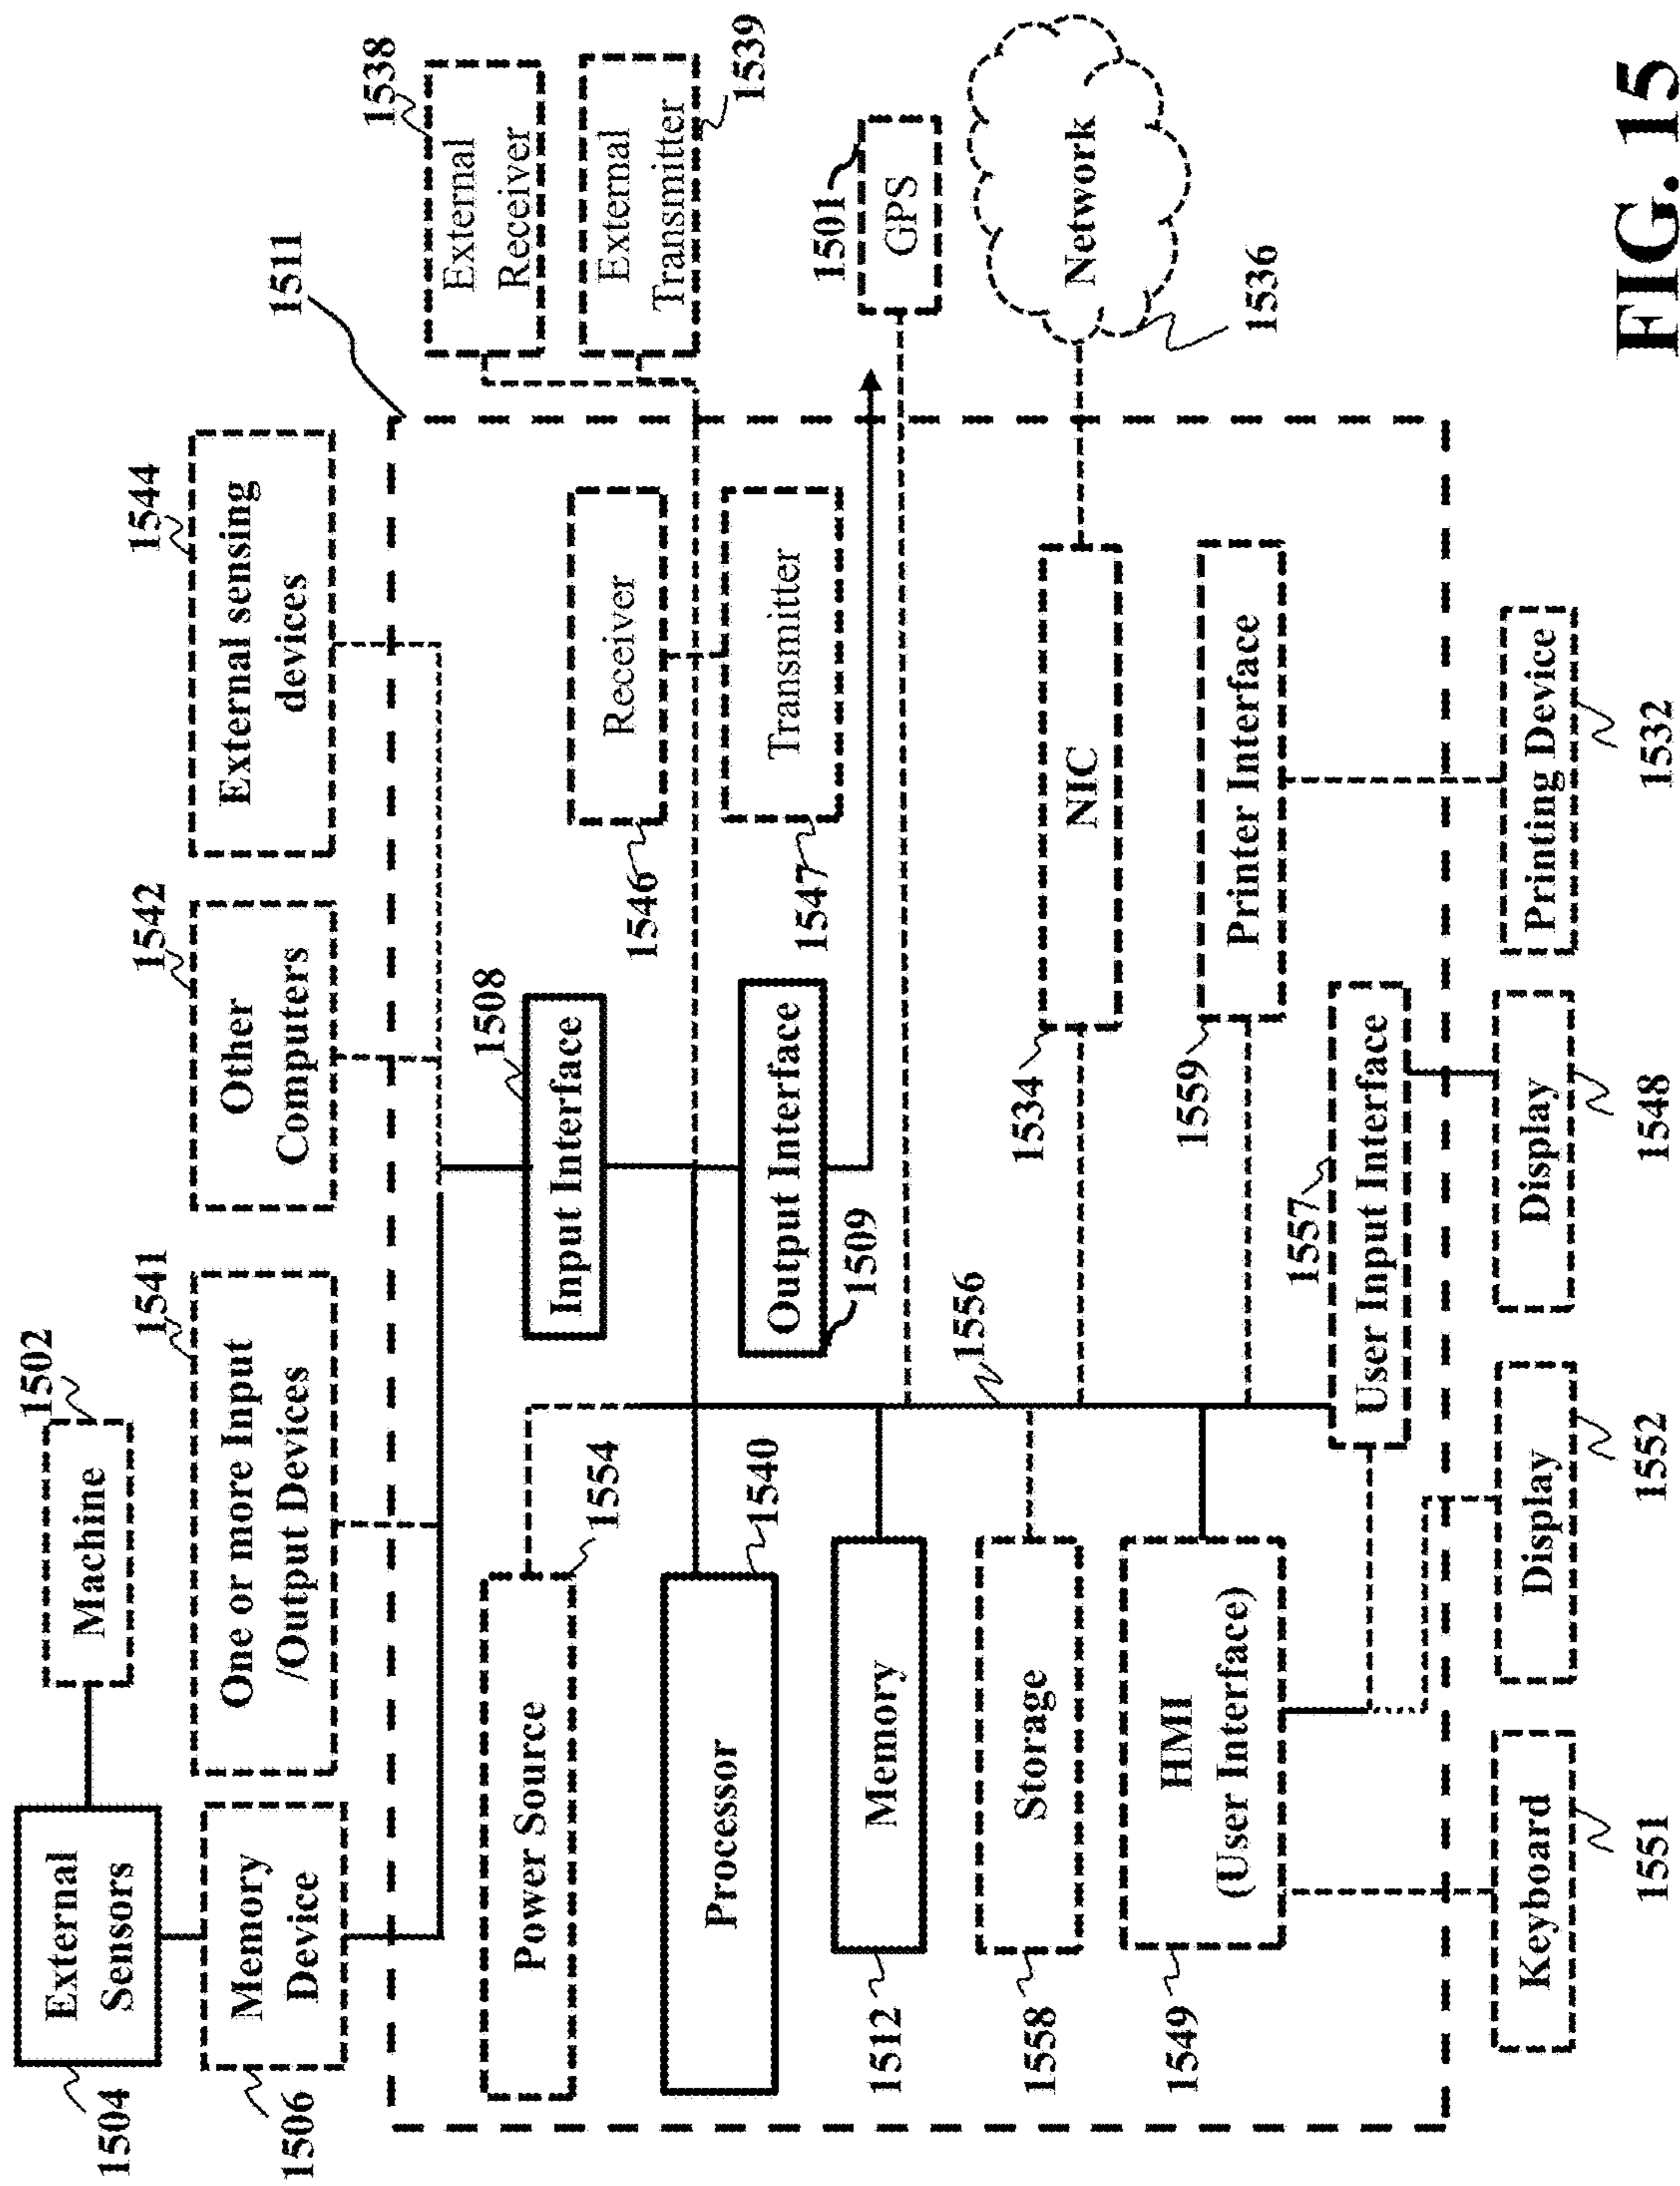 1502
Machine
1504
External
Sensors
1506
Memory
Device
1541
One or more Input
/Output Devices
1542
Other
Computers
1544
External sensing
devices
1511
1538
External
Receiver
1539
External
Transmitter
1554
Power Source
1508
Input Interface
1546
Receiver
1540
Processor
1509
Output Interface
1547
Transmitter
1501
GPS
1512
Memory
1556
1558
Storage
1534
NIC
Network
1536
1549
HMI
(User Interface)
1559
Printer Interface
1557
User Input Interface
Keyboard
1551
Display
1552
Display
1548
Printing Device
1532
FIG. 15